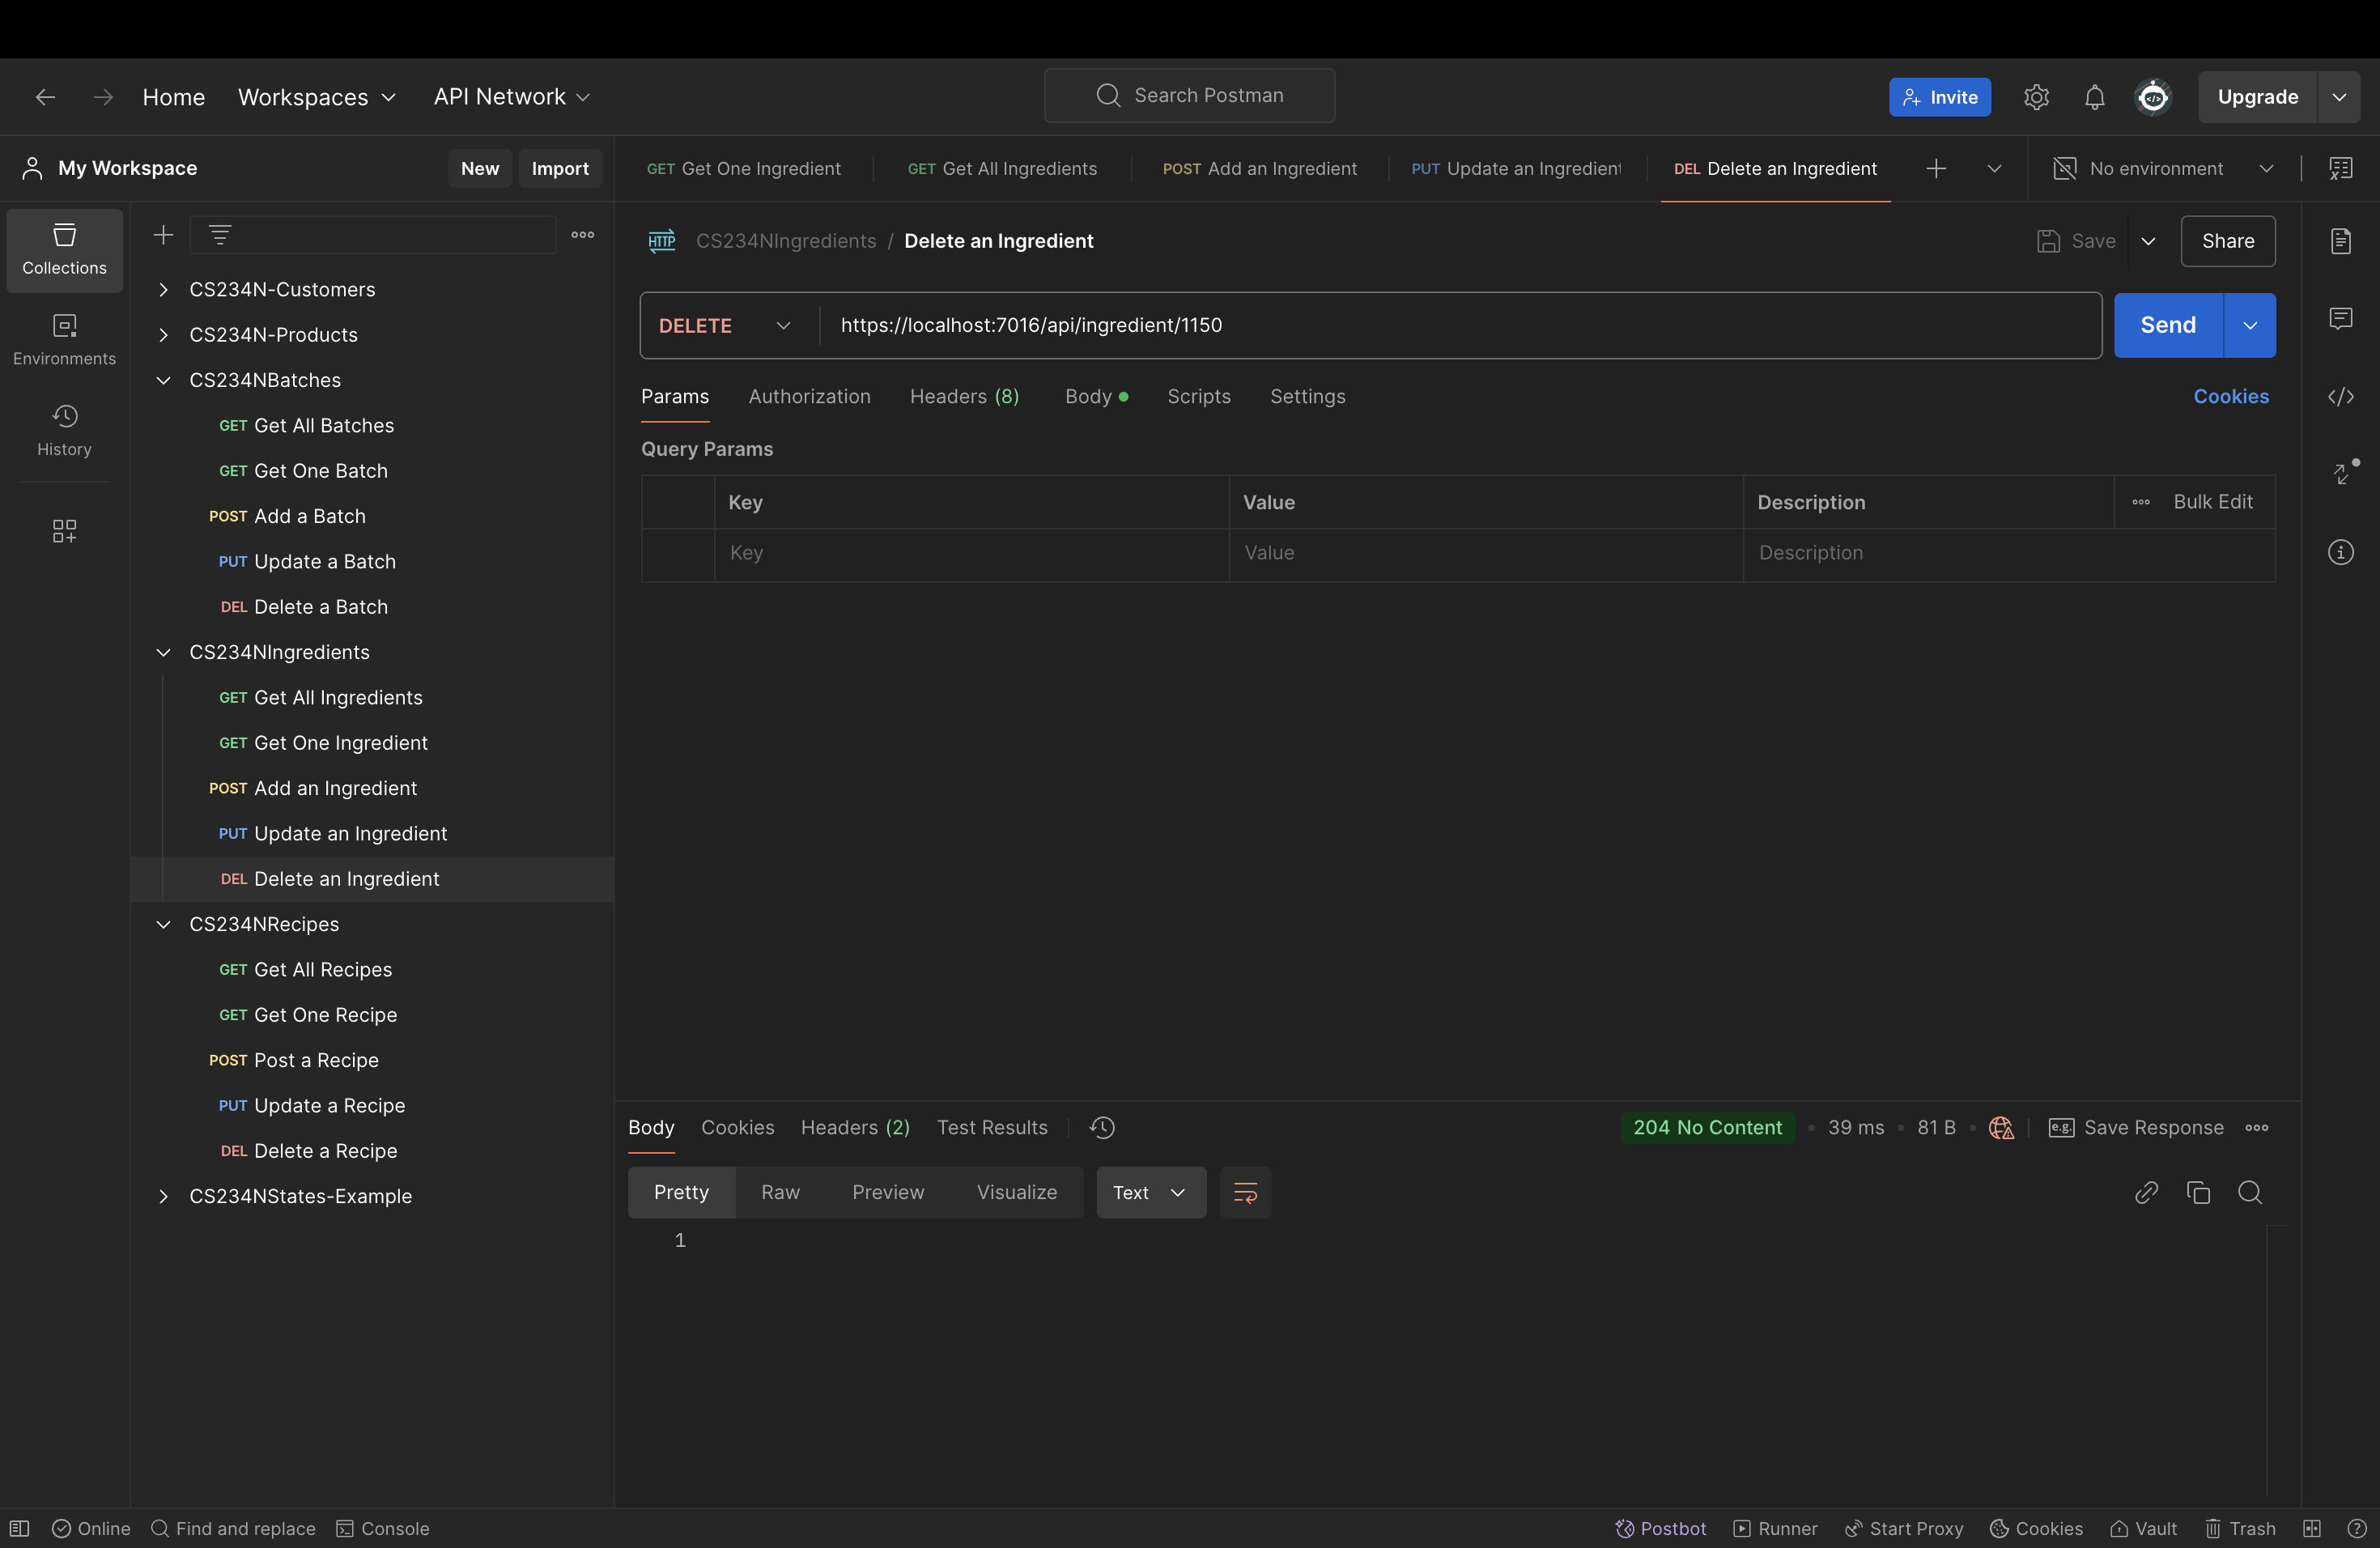 Home Workspaces API Network Search Postman Invite Upgrade
My Workspace New Import
GET Get One Ingredient GET Get All Ingredients POST Add an Ingredient PUT Update an Ingredient DEL Delete an Ingredient No environment
Collections
Environments
History
CS234N-Customers
CS234N-Products
CS234NBatches
GET Get All Batches
GET Get One Batch
POST Add a Batch
PUT Update a Batch
DEL Delete a Batch
CS234NIngredients
GET Get All Ingredients
GET Get One Ingredient
POST Add an Ingredient
PUT Update an Ingredient
DEL Delete an Ingredient
CS234NRecipes
GET Get All Recipes
GET Get One Recipe
POST Post a Recipe
PUT Update a Recipe
DEL Delete a Recipe
CS234NStates-Example
HTTP CS234NIngredients / Delete an Ingredient Save Share
DELETE https://localhost:7016/api/ingredient/1150 Send
Params Authorization Headers (8) Body Scripts Settings Cookies
Query Params
Key Value Description Bulk Edit
Key Value Description
Body Cookies Headers (2) Test Results 204 No Content 39 ms 81 B e.g. Save Response
Pretty Raw Preview Visualize Text
1
Online Find and replace Console Postbot Runner Start Proxy Cookies Vault Trash